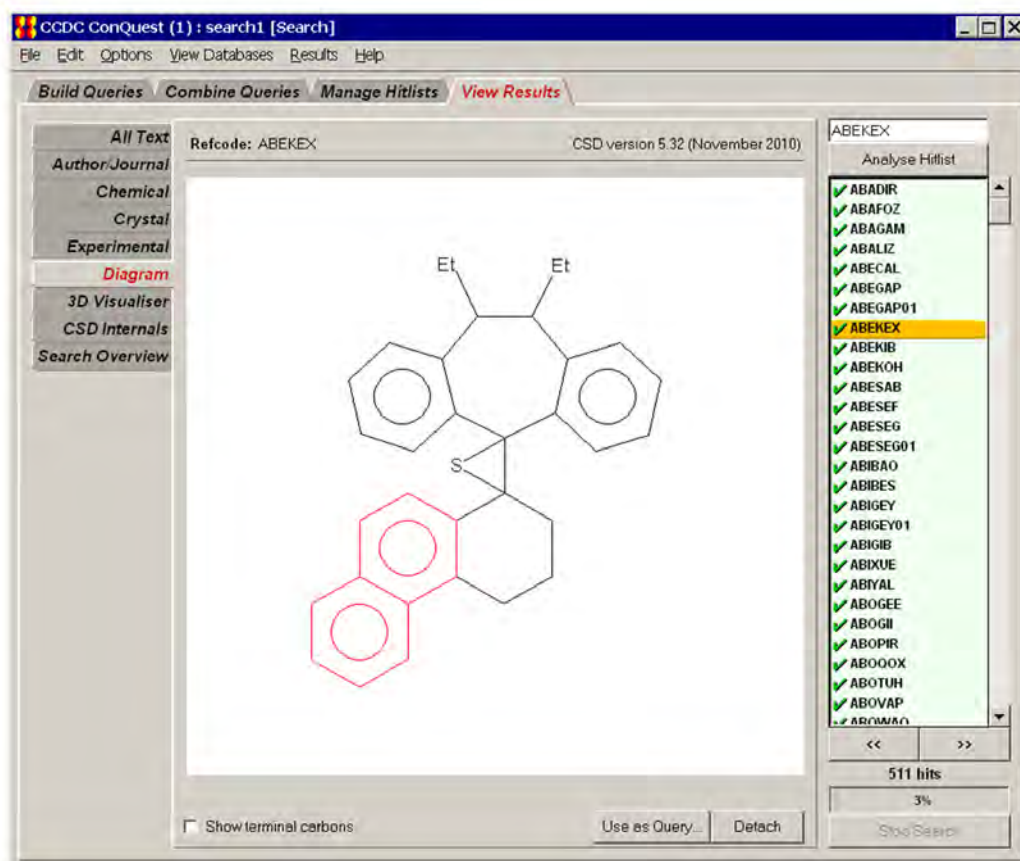 CCDC ConQuest (1) : search1 [Search]
File Edit Options View Databases Results Help
Build Queries Combine Queries Manage Hitlists View Results
All Text
Author/Journal
Chemical
Crystal
Experimental
Diagram
3D Visualiser
CSD Internals
Search Overview
Refcode: ABEKEX CSD version 5.32 (November 2010)
Et Et
S
Show terminal carbons Use as Query... Detach
ABEKEX
Analyse Hitlist
ABADIR
ABAFOZ
ABAGAM
ABALIZ
ABECAL
ABEGAP
ABEGAP01
ABEKEX
ABEKIB
ABEKOH
ABESAB
ABESEF
ABESEG
ABESEG01
ABIBAO
ABIBES
ABIGEY
ABIGEY01
ABIGIB
ABIXUE
ABIYAL
ABOGEE
ABOGII
ABOPIR
ABOQOX
ABOTUH
ABOVAP
ABOWAQ
<< >>
511 hits
3%
Stop Search